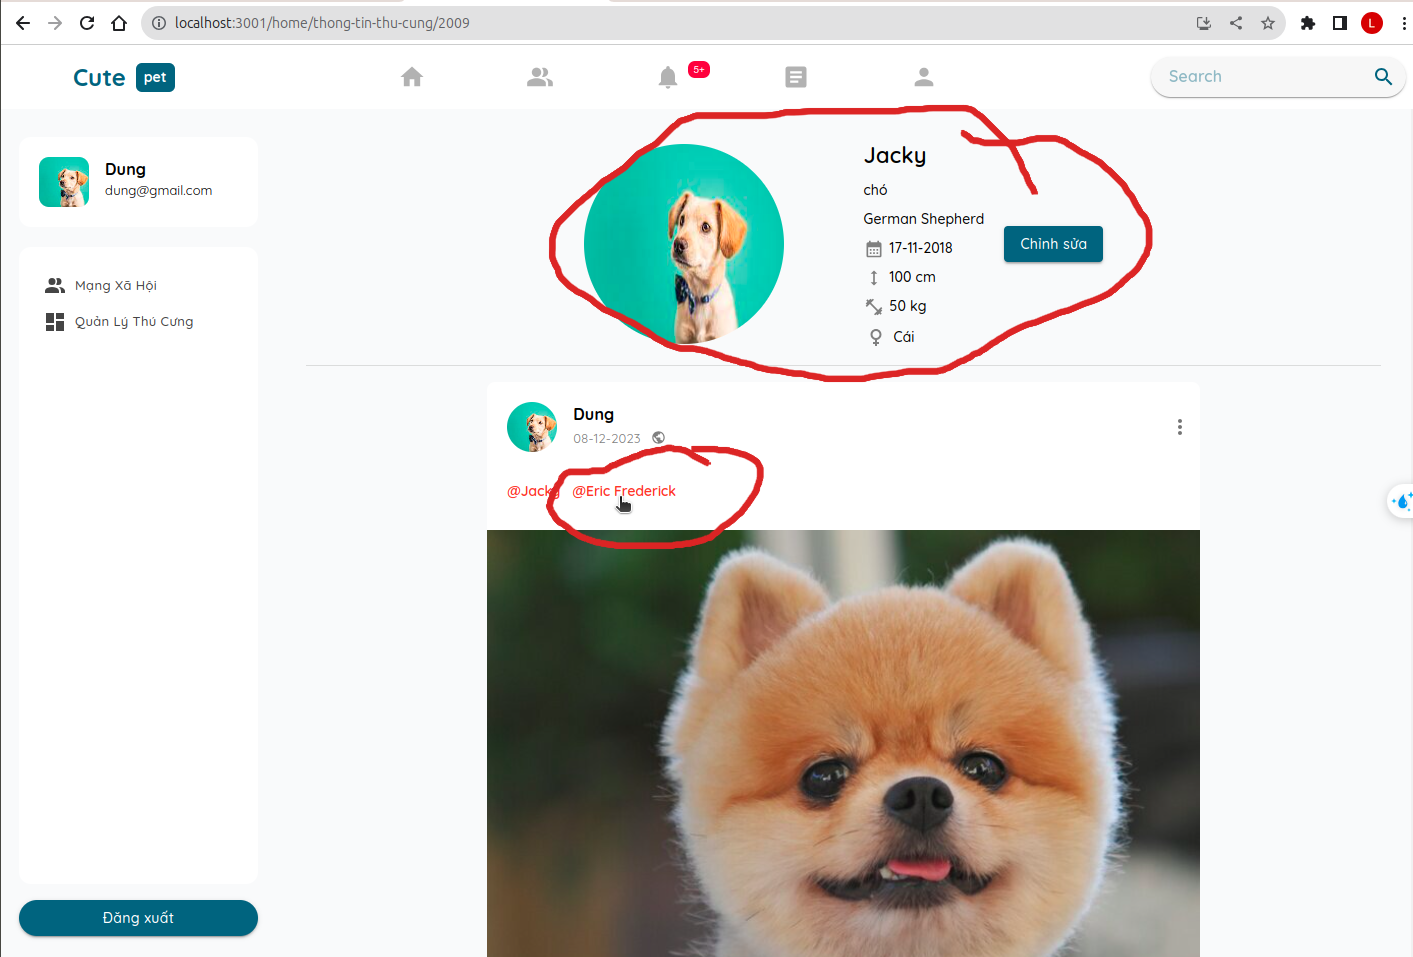 localhost:3001/home/thong-tin-thu-cung/2009
L
Cute pet
5+
Search
Dung
dung@gmail.com
Mạng Xã Hội
Quản Lý Thú Cưng
Đăng xuất
Jacky
chó
German Shepherd
17-11-2018
100 cm
50 kg
Cái
Chỉnh sửa
Dung
08-12-2023
@Jacky @Eric Frederick